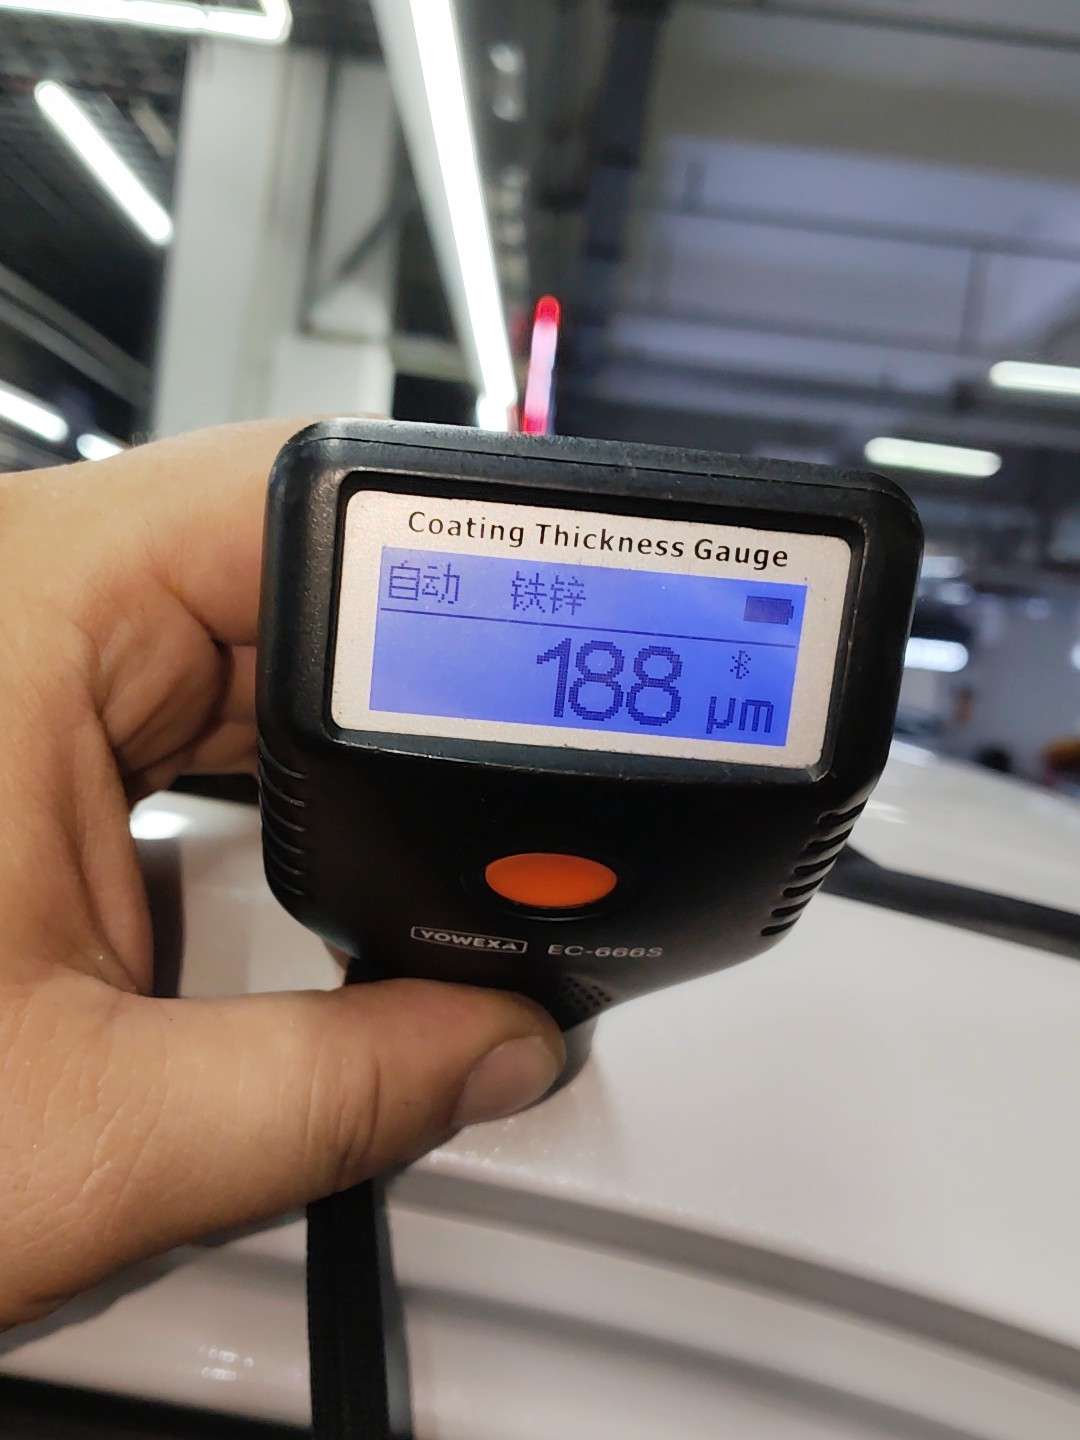 Coating Thickness Gauge
自动 铁锌
188 μm
YOWEXA EC-666S